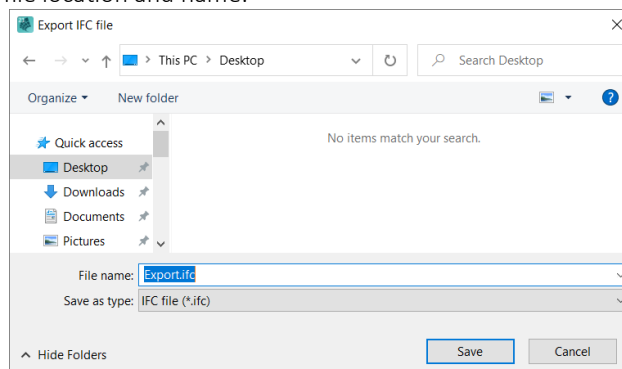 file location and name.
Export IFC file
This PC > Desktop
Search Desktop
Organize
New folder
?
Quick access
No items match your search.
Desktop
Downloads
Documents
Pictures
File name: Export.ifc
Save as type: IFC file (*.ifc)
Hide Folders
Save
Cancel